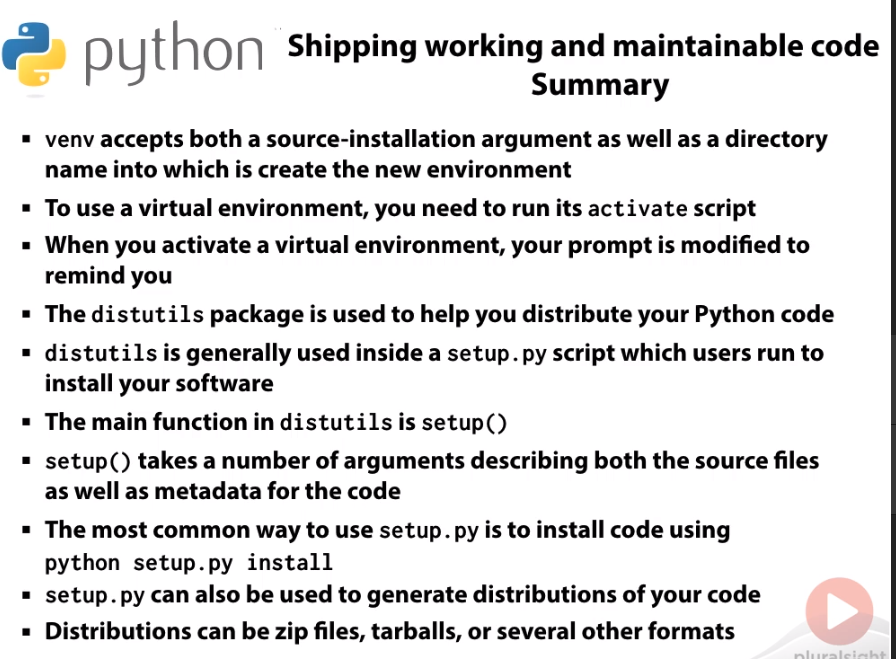 python
Shipping working and maintainable code
Summary
▪ venv accepts both a source-installation argument as well as a directory
name into which is create the new environment
▪ To use a virtual environment, you need to run its activate script
▪ When you activate a virtual environment, your prompt is modified to
remind you
▪ The distutils package is used to help you distribute your Python code
▪ distutils is generally used inside a setup.py script which users run to
install your software
▪ The main function in distutils is setup()
▪ setup() takes a number of arguments describing both the source files
as well as metadata for the code
▪ The most common way to use setup.py is to install code using
python setup.py install
▪ setup.py can also be used to generate distributions of your code
▪ Distributions can be zip files, tarballs, or several other formats
pluralsight